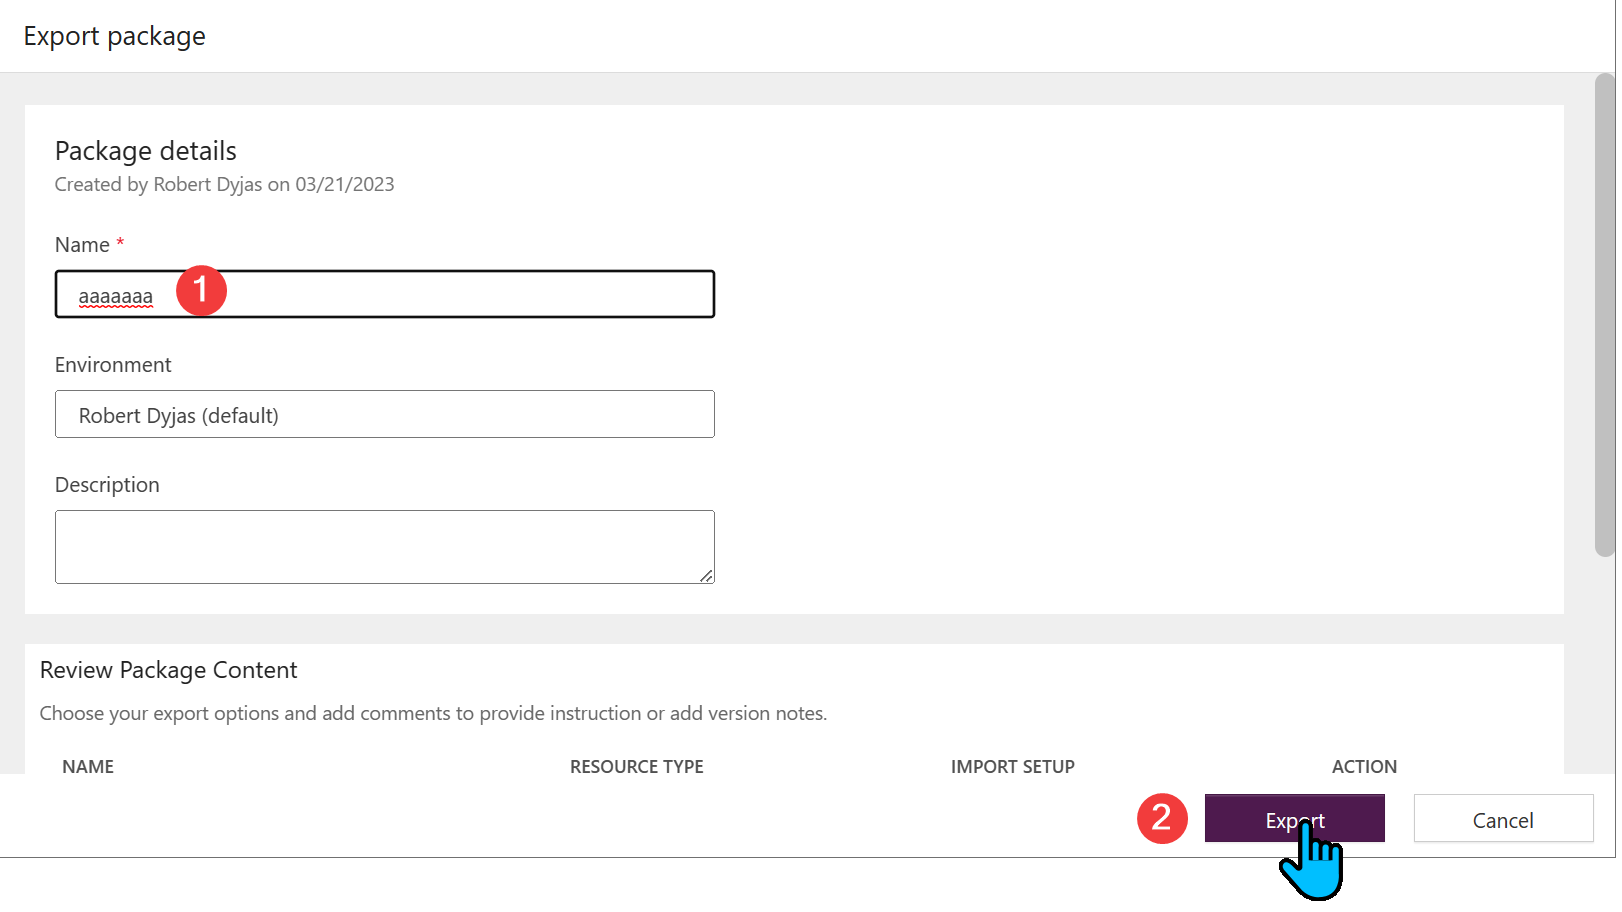 Export package
Package details
Created by Robert Dyjas on 03/21/2023
Name *
aaaaaaa 1
Environment
Robert Dyjas (default)
Description
Review Package Content
Choose your export options and add comments to provide instruction or add version notes.
NAME RESOURCE TYPE IMPORT SETUP ACTION
2 Export Cancel